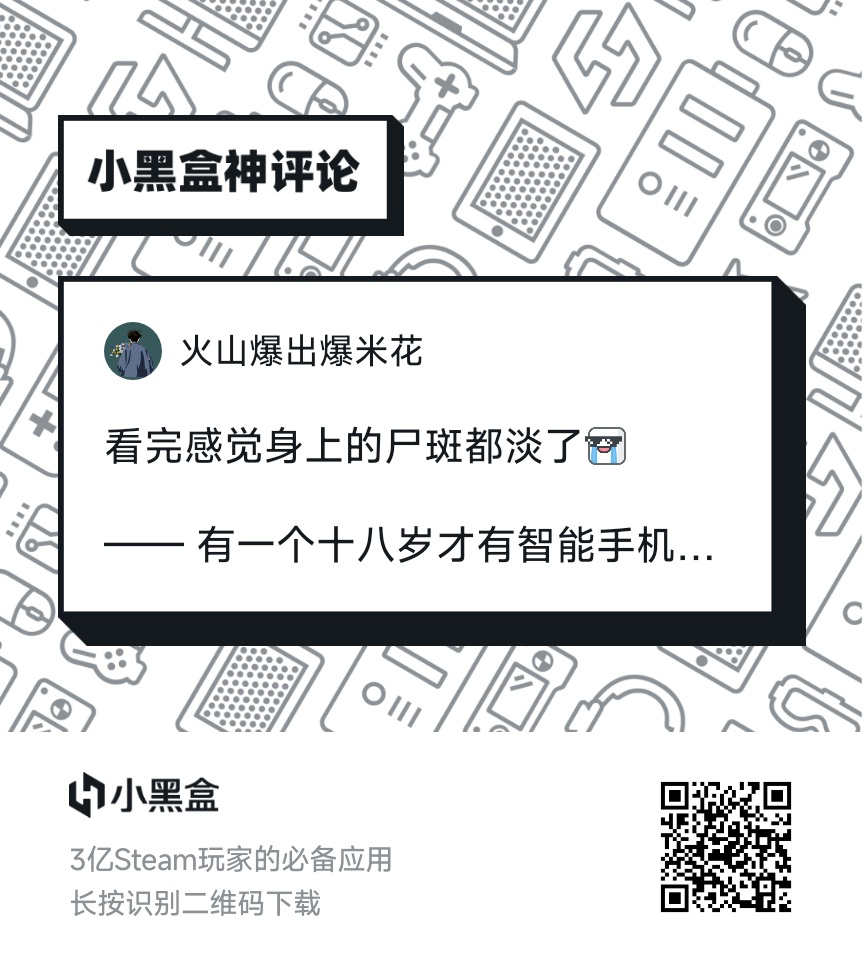 小黑盒神评论
火山爆出爆米花
看完感觉身上的尸斑都淡了
—— 有一个十八岁才有智能手机...
小黑盒
3亿Steam玩家的必备应用
长按识别二维码下载